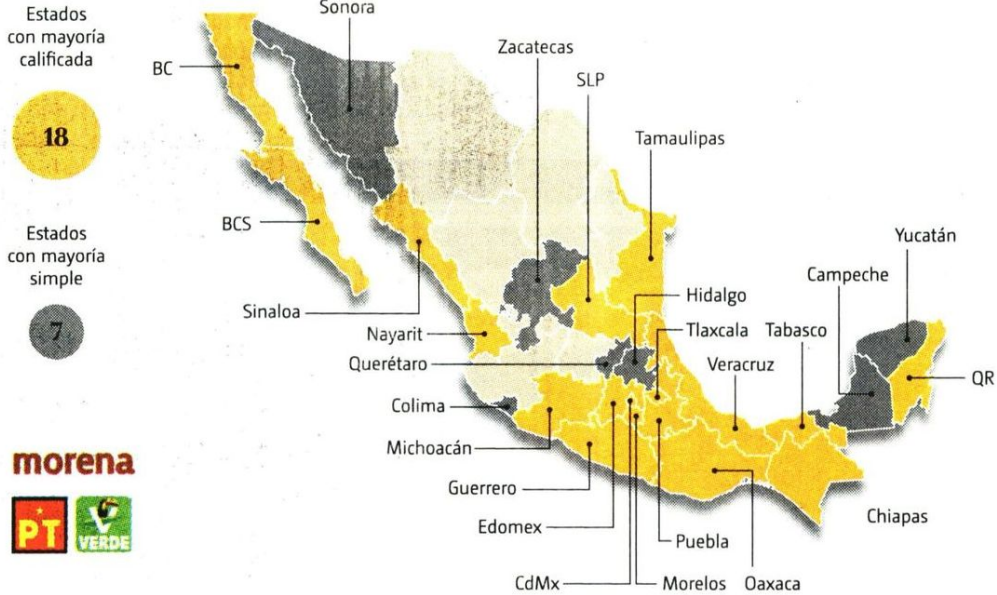 Estados
con mayoría
calificada
18
Estados
con mayoría
simple
7
morena
PT
VERDE
Sonora
Zacatecas
BC
SLP
Tamaulipas
BCS
Yucatán
Campeche
Sinaloa
Hidalgo
Nayarit
Tlaxcala
Tabasco
Querétaro
Veracruz
QR
Colima
Michoacán
Guerrero
Chiapas
Edomex
Puebla
CdMx
Morelos
Oaxaca